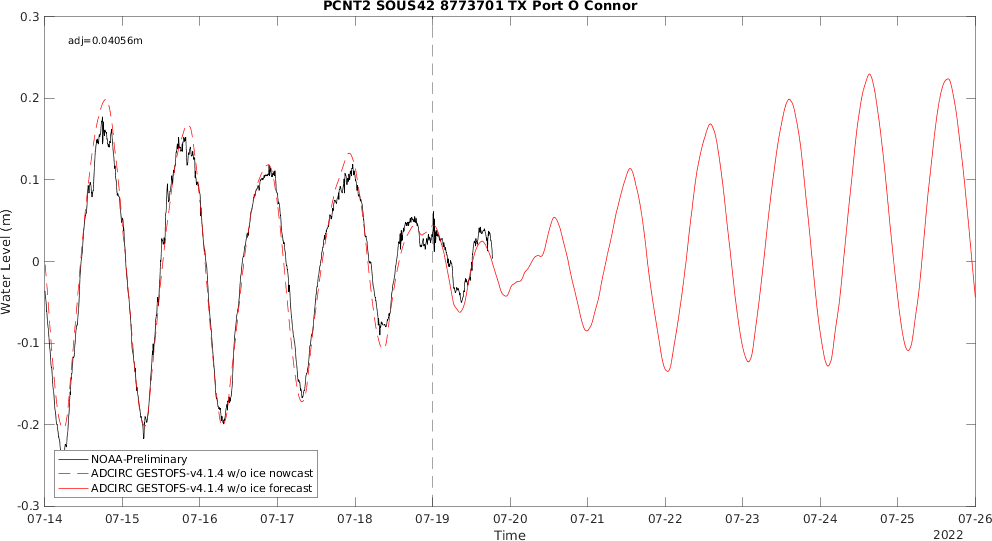 PCNT2 SOUS42 8773701 TX Port O Connor
adj=0.04056m
0.3
0.2
0.1
0
-0.1
-0.2
-0.3
Water Level (m)
NOAA-Preliminary
ADCIRC GESTOFS-v4.1.4 w/o ice nowcast
ADCIRC GESTOFS-v4.1.4 w/o ice forecast
07-14 07-15 07-16 07-17 07-18 07-19 07-20 07-21 07-22 07-23 07-24 07-25 07-26
Time
2022